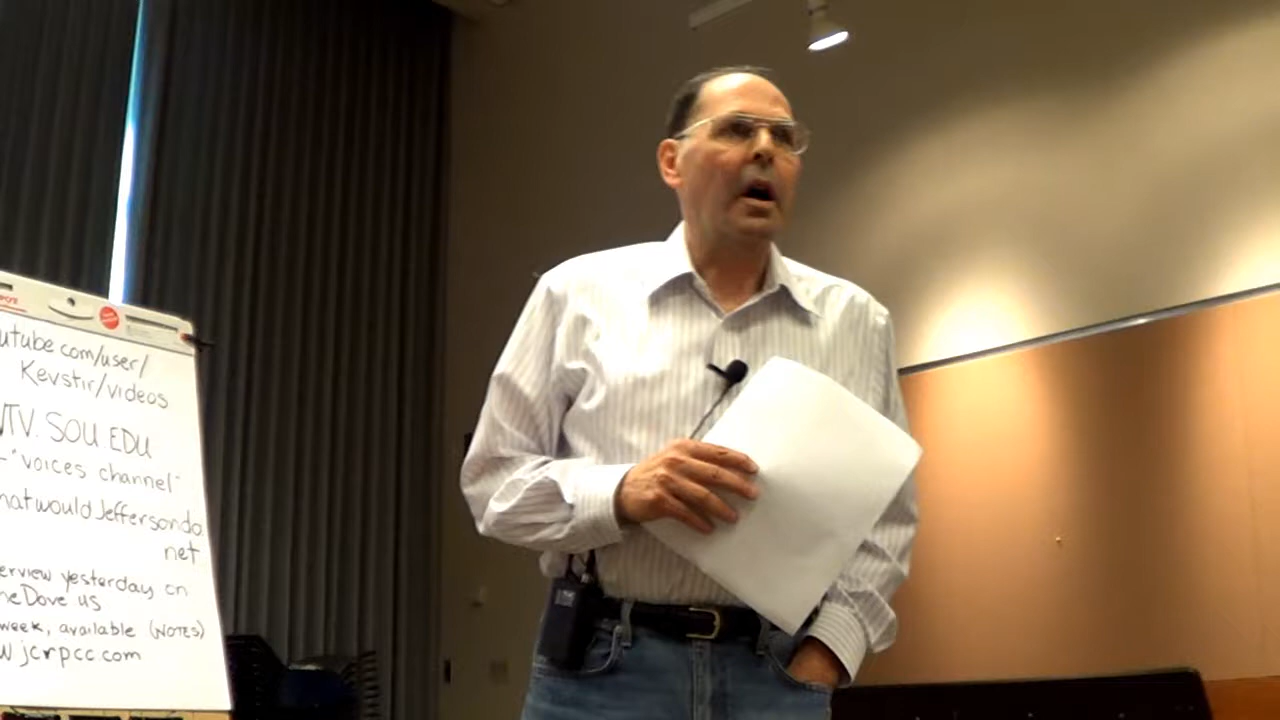 utube com/user/
Kevstir/videos
TV. SOU EDU
-"voices channel"
hatwouldJeffersondo.
net
erview yesterday on
heDove us
week, available (NOTES)
W jcrpcc.com